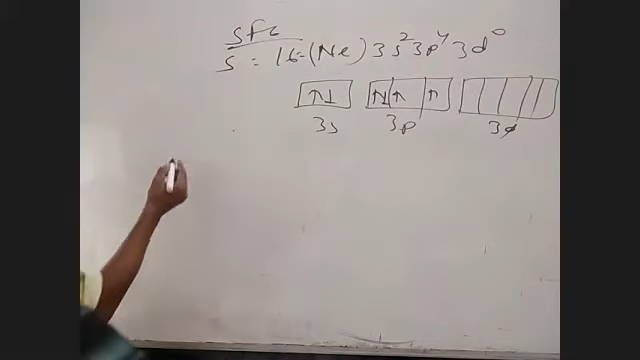 SF6
S = 16 = (Ne) 3s² 3p⁴ 3d⁰
↑↓ ↑↓ ↑ ↑
3s 3p 3d